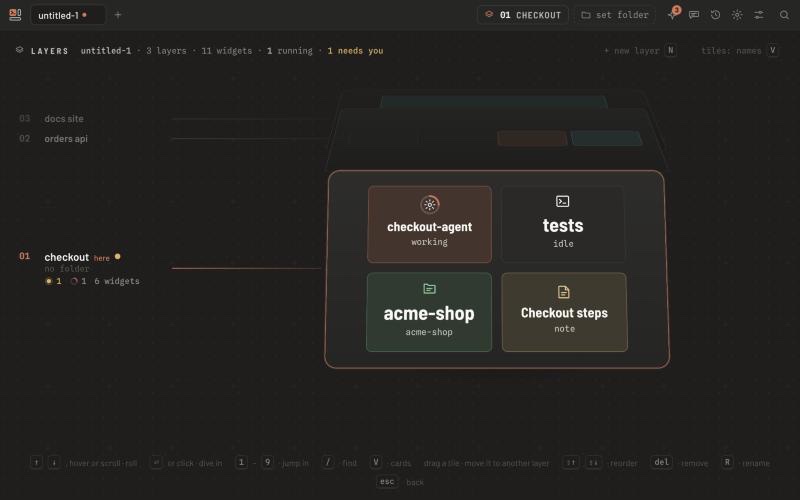 untitled-1
01 CHECKOUT
set folder
3
LAYERS untitled-1 · 3 layers · 11 widgets · 1 running · 1 needs you
+ new layer N
tiles: names V
03 docs site
02 orders api
01 checkout here
no folder
1 1 6 widgets
checkout-agent
working
tests
idle
acme-shop
acme-shop
Checkout steps
note
↑ ↓ , hover or scroll · roll ⏎ or click · dive in 1 – 9 · jump in / · find V · cards drag a tile · move it to another layer ⇧↑ ⇧↓ · reorder del · remove R · rename
esc · back